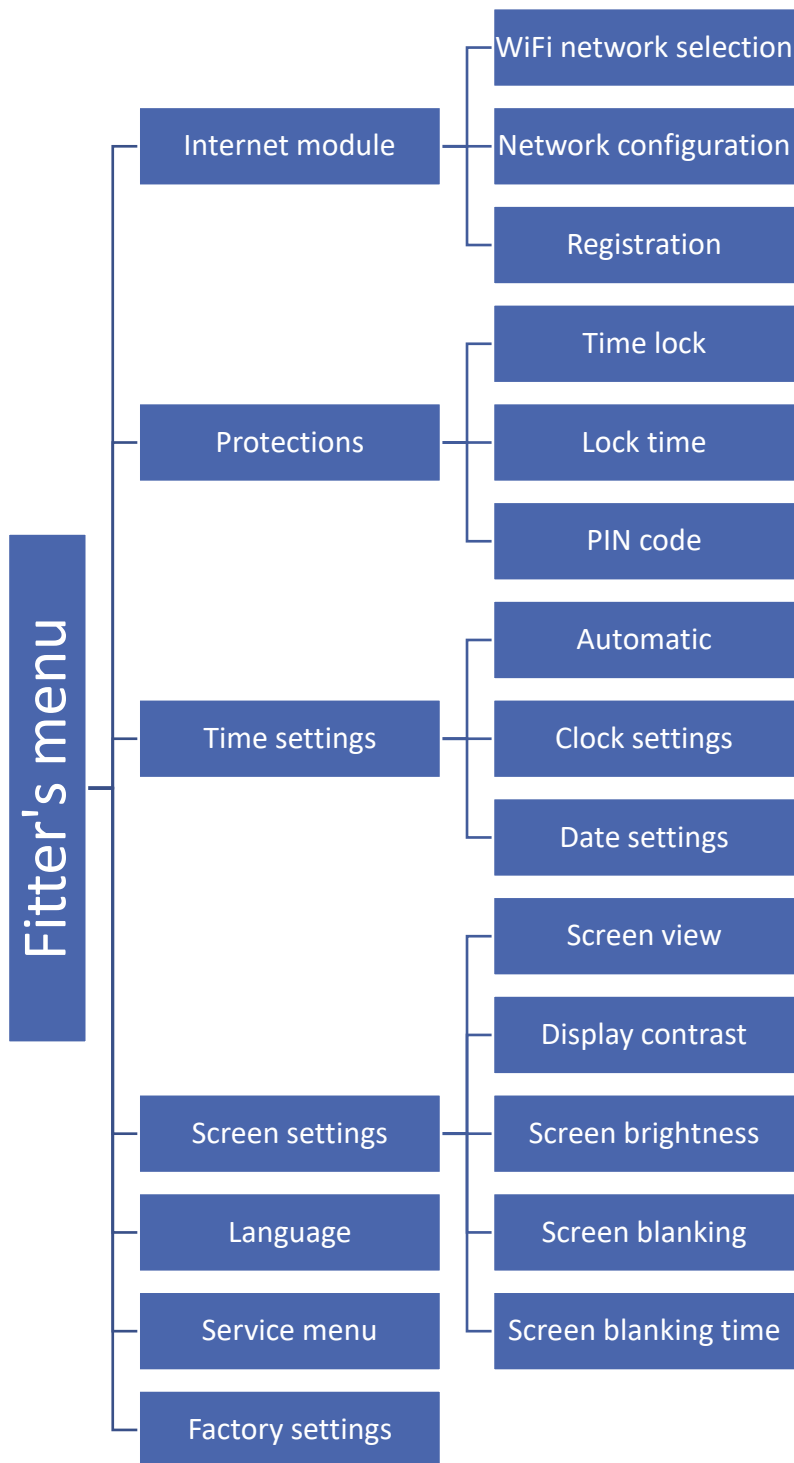 Fitter's menu
Internet module
WiFi network selection
Network configuration
Registration
Protections
Time lock
Lock time
PIN code
Time settings
Automatic
Clock settings
Date settings
Screen settings
Screen view
Display contrast
Screen brightness
Screen blanking
Screen blanking time
Language
Service menu
Factory settings